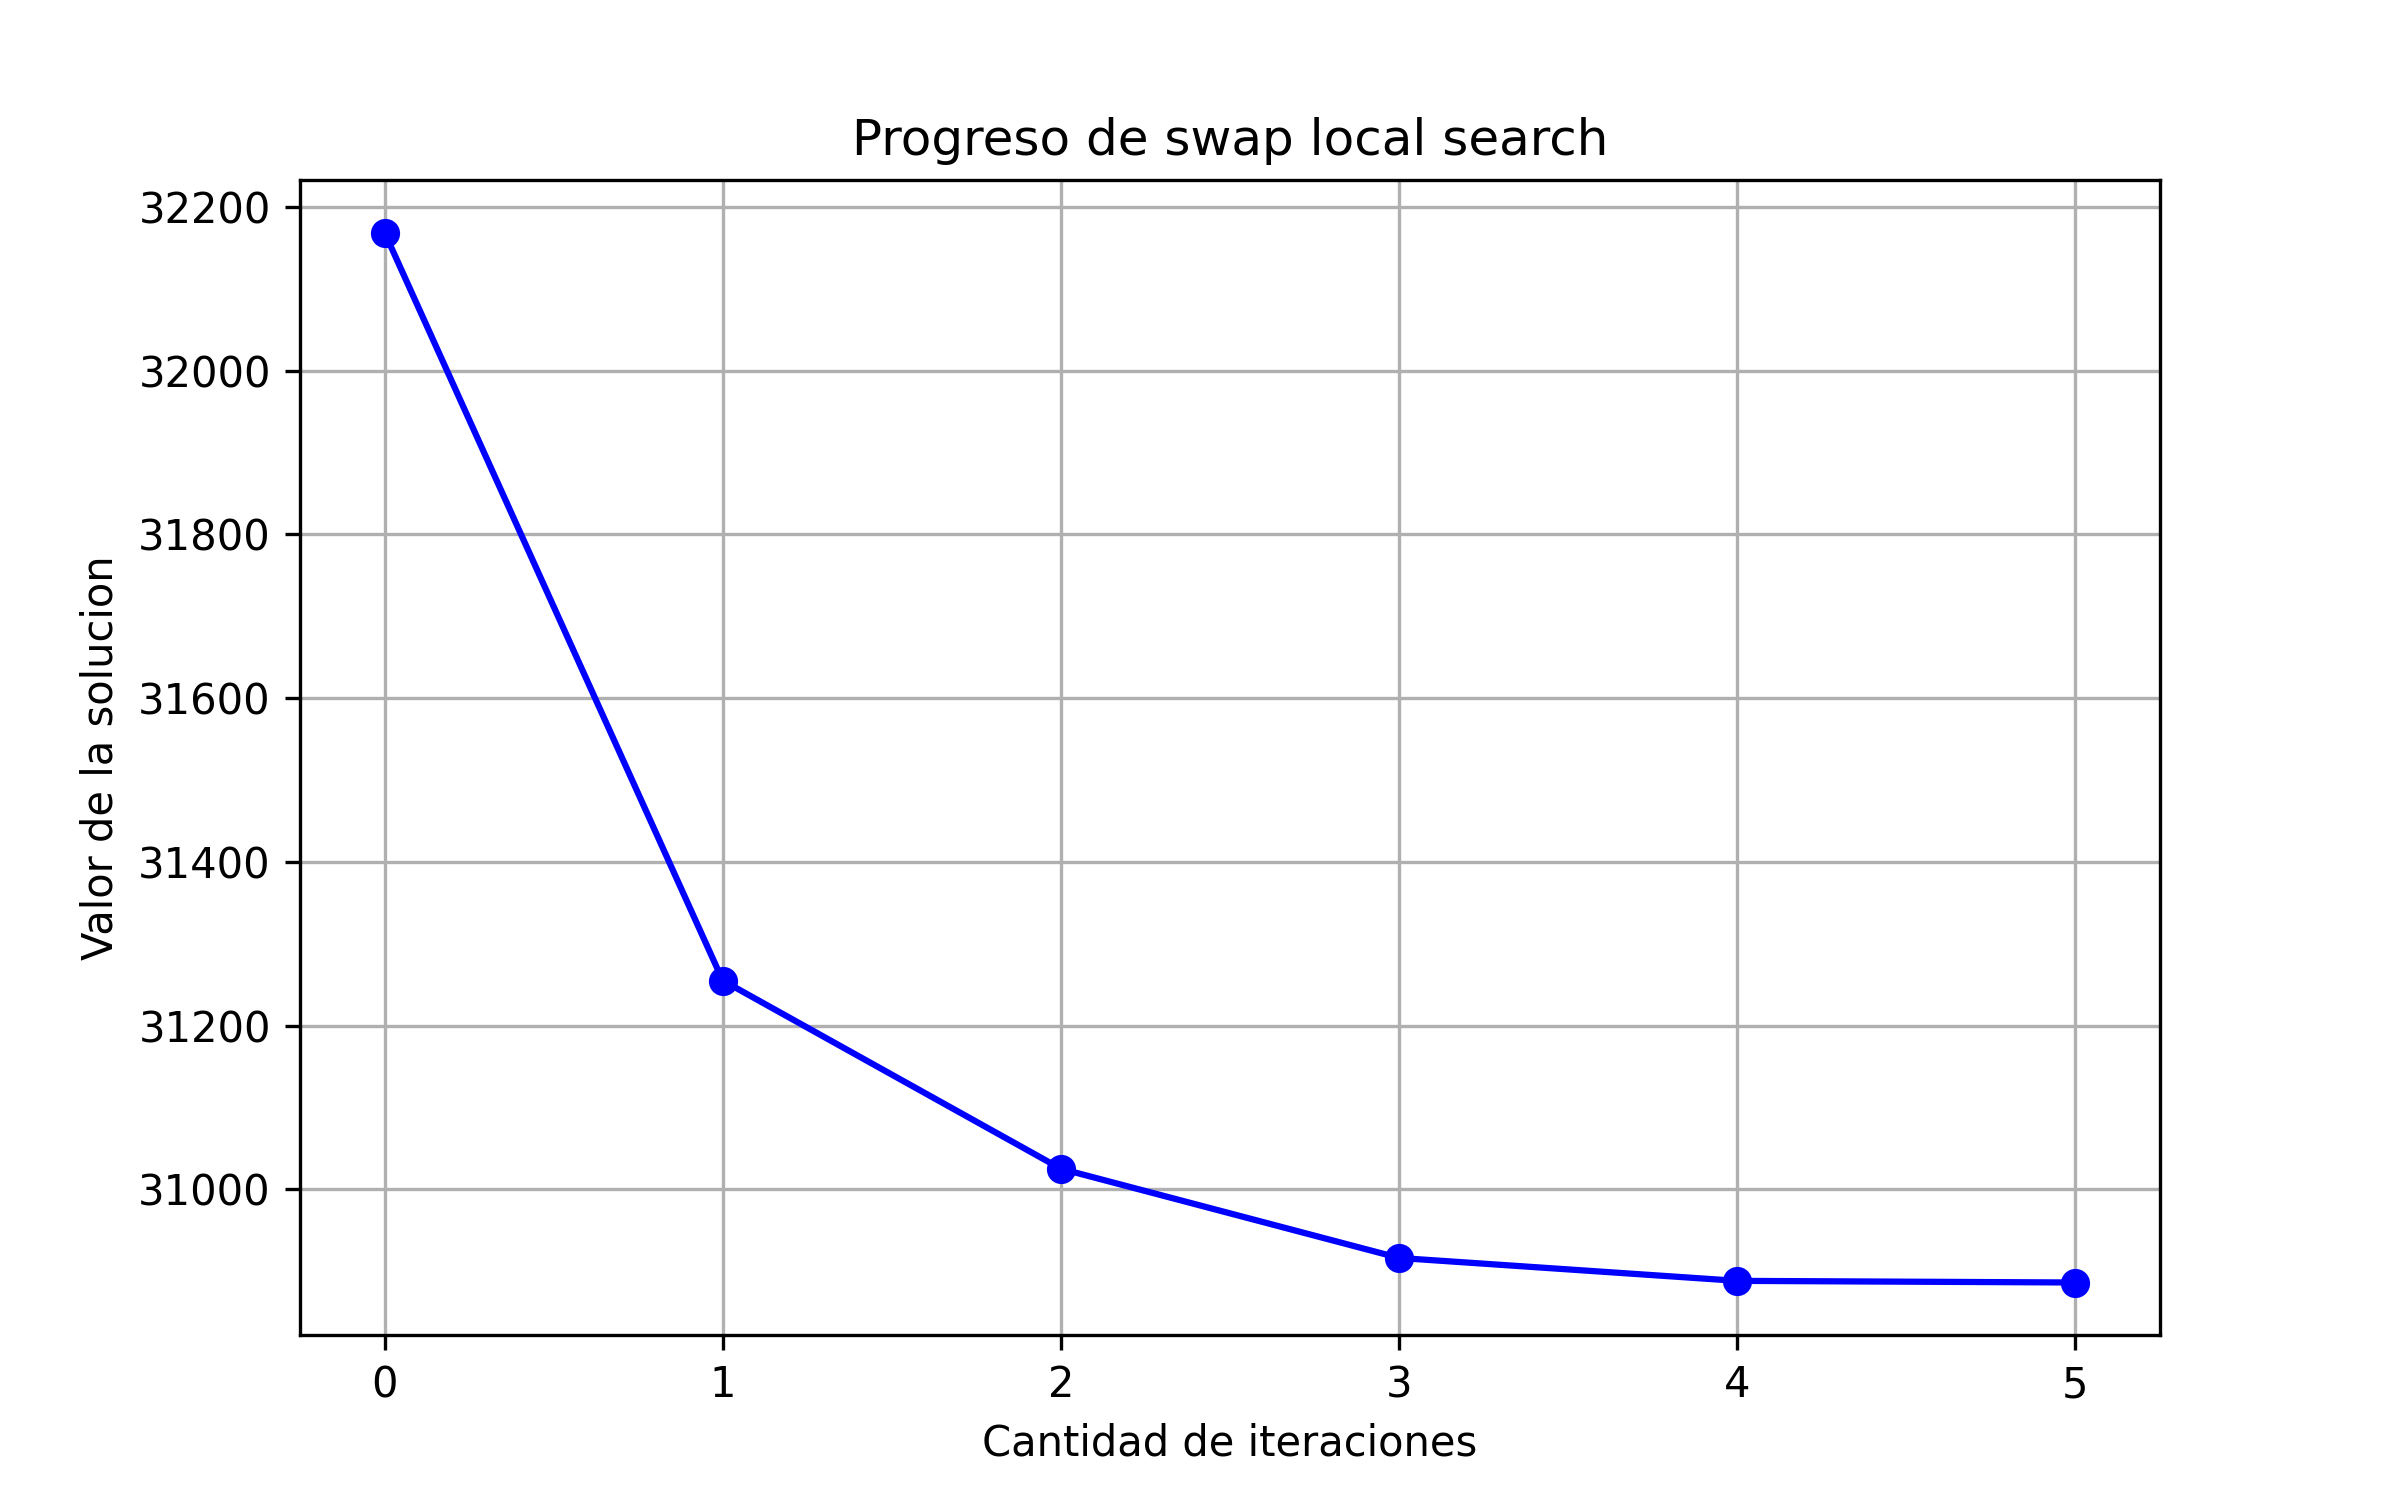 Progreso de swap local search
32200
32000
31800
31600
31400
31200
31000
Valor de la solucion
0 1 2 3 4 5
Cantidad de iteraciones